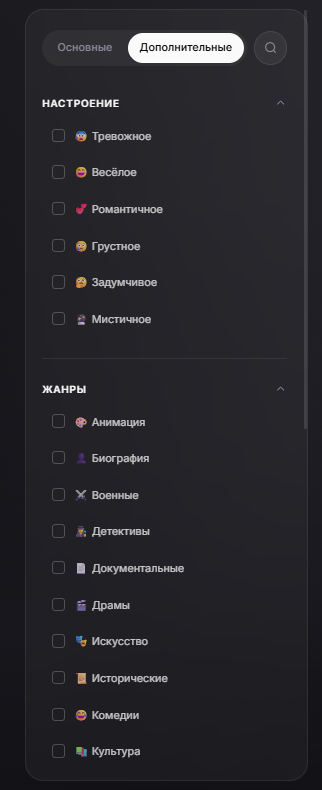 Основные Дополнительные
НАСТРОЕНИЕ
Тревожное
Весёлое
Романтичное
Грустное
Задумчивое
Мистичное
ЖАНРЫ
Анимация
Биография
Военные
Детективы
Документальные
Драмы
Искусство
Исторические
Комедии
Культура